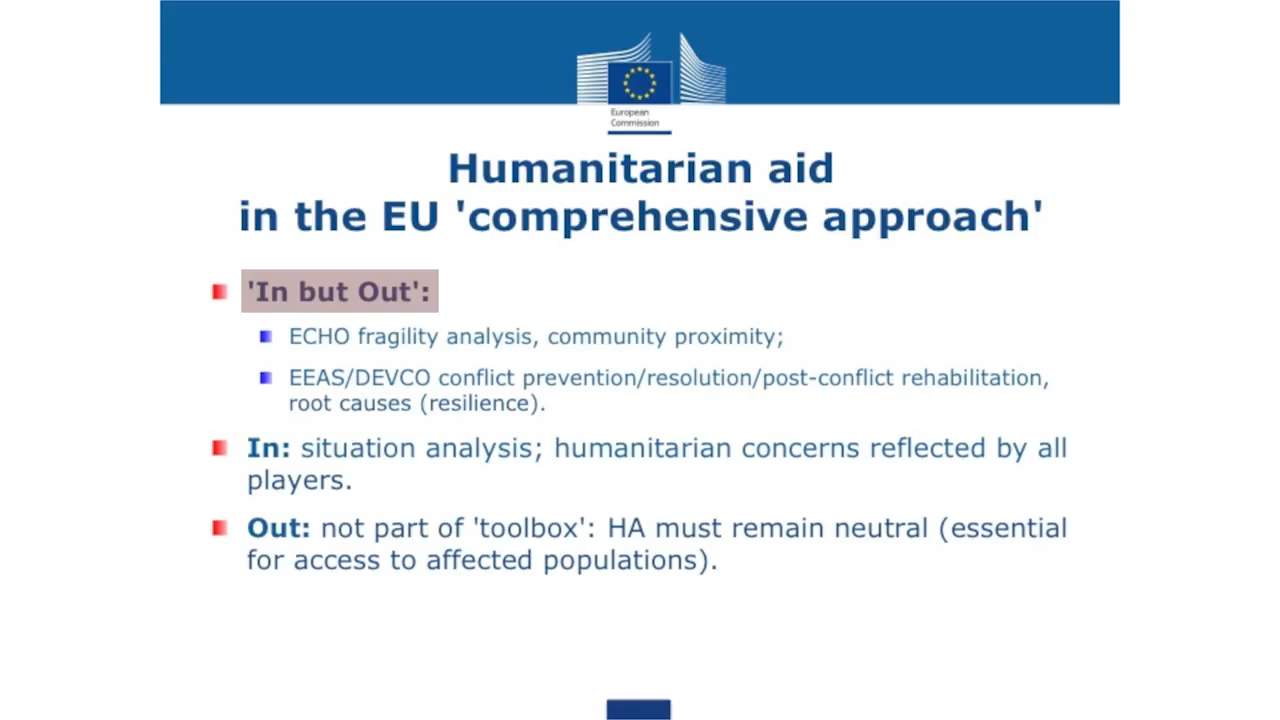 European
Commission
Humanitarian aid
in the EU 'comprehensive approach'
'In but Out':
ECHO fragility analysis, community proximity;
EEAS/DEVCO conflict prevention/resolution/post-conflict rehabilitation,
root causes (resilience).
In: situation analysis; humanitarian concerns reflected by all
players.
Out: not part of 'toolbox': HA must remain neutral (essential
for access to affected populations).